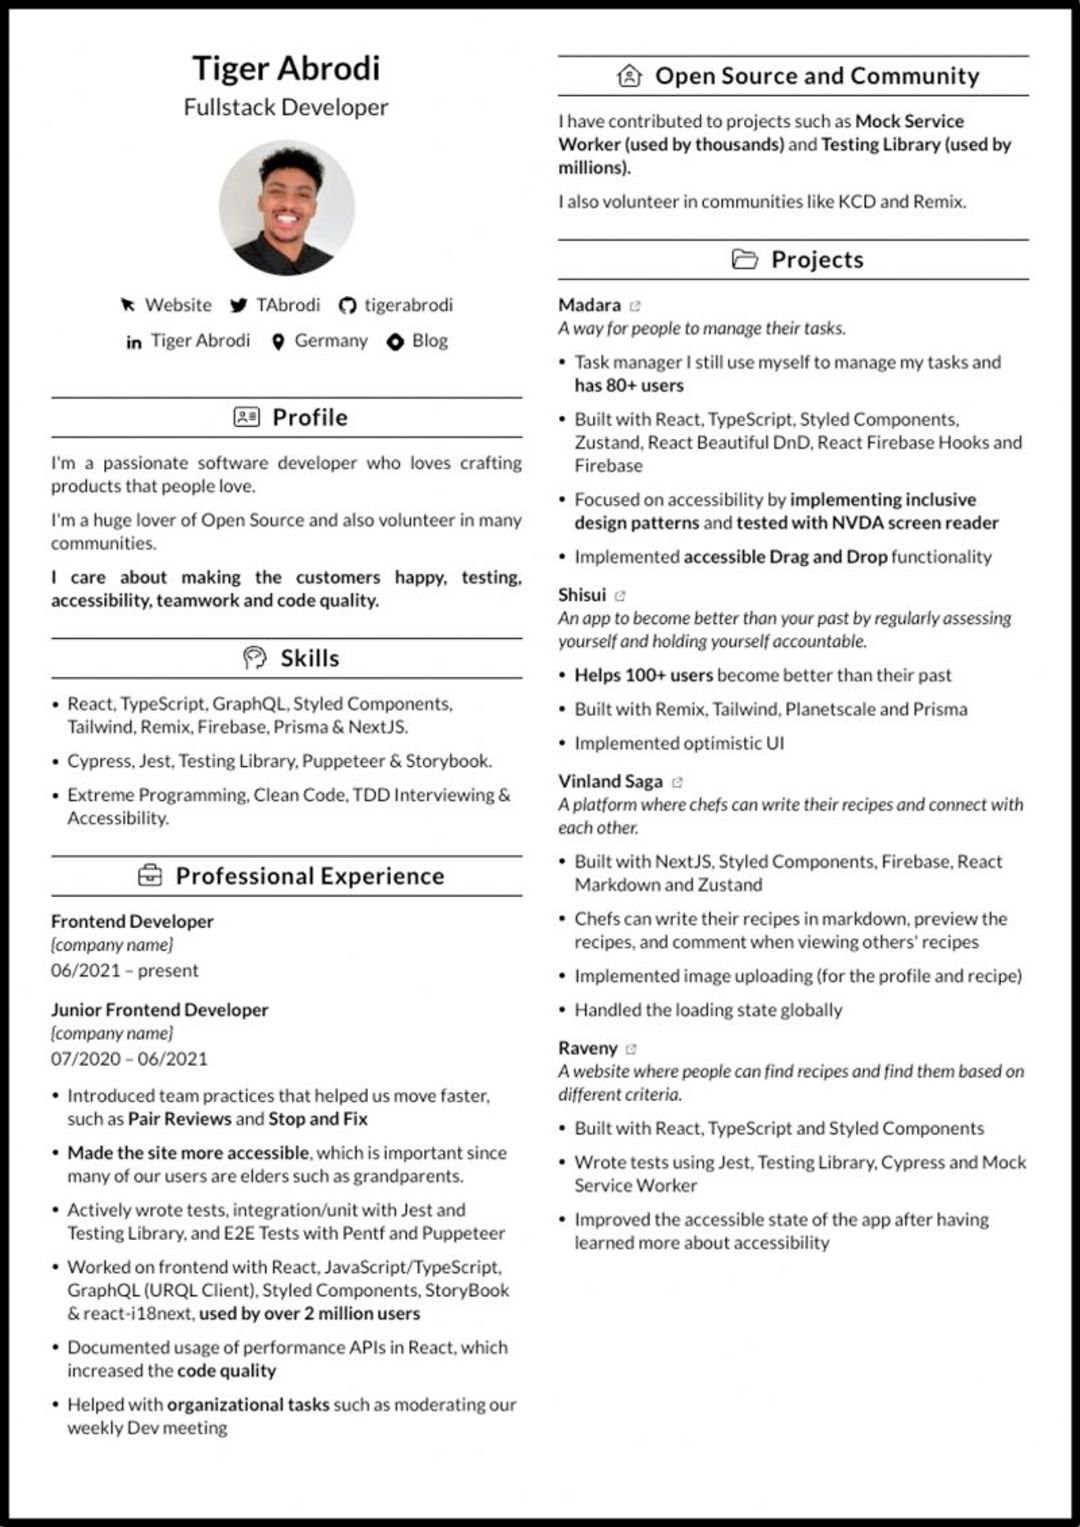 Tiger Abrodi
Fullstack Developer
Website TAbrodi tigerabrodi
in Tiger Abrodi Germany Blog
Profile
I'm a passionate software developer who loves crafting
products that people love.
I'm a huge lover of Open Source and also volunteer in many
communities.
I care about making the customers happy, testing,
accessibility, teamwork and code quality.
Skills
• React, TypeScript, GraphQL, Styled Components,
Tailwind, Remix, Firebase, Prisma & NextJS.
• Cypress, Jest, Testing Library, Puppeteer & Storybook.
• Extreme Programming, Clean Code, TDD Interviewing &
Accessibility.
Professional Experience
Frontend Developer
{company name}
06/2021 – present
Junior Frontend Developer
{company name}
07/2020 – 06/2021
• Introduced team practices that helped us move faster,
such as Pair Reviews and Stop and Fix
• Made the site more accessible, which is important since
many of our users are elders such as grandparents.
• Actively wrote tests, integration/unit with Jest and
Testing Library, and E2E Tests with Pentf and Puppeteer
• Worked on frontend with React, JavaScript/TypeScript,
GraphQL (URQL Client), Styled Components, StoryBook
& react-i18next, used by over 2 million users
• Documented usage of performance APIs in React, which
increased the code quality
• Helped with organizational tasks such as moderating our
weekly Dev meeting
Open Source and Community
I have contributed to projects such as Mock Service
Worker (used by thousands) and Testing Library (used by
millions).
I also volunteer in communities like KCD and Remix.
Projects
Madara
A way for people to manage their tasks.
• Task manager I still use myself to manage my tasks and
has 80+ users
• Built with React, TypeScript, Styled Components,
Zustand, React Beautiful DnD, React Firebase Hooks and
Firebase
• Focused on accessibility by implementing inclusive
design patterns and tested with NVDA screen reader
• Implemented accessible Drag and Drop functionality
Shisui
An app to become better than your past by regularly assessing
yourself and holding yourself accountable.
• Helps 100+ users become better than their past
• Built with Remix, Tailwind, Planetscale and Prisma
• Implemented optimistic UI
Vinland Saga
A platform where chefs can write their recipes and connect with
each other.
• Built with NextJS, Styled Components, Firebase, React
Markdown and Zustand
• Chefs can write their recipes in markdown, preview the
recipes, and comment when viewing others' recipes
• Implemented image uploading (for the profile and recipe)
• Handled the loading state globally
Raveny
A website where people can find recipes and find them based on
different criteria.
• Built with React, TypeScript and Styled Components
• Wrote tests using Jest, Testing Library, Cypress and Mock
Service Worker
• Improved the accessible state of the app after having
learned more about accessibility